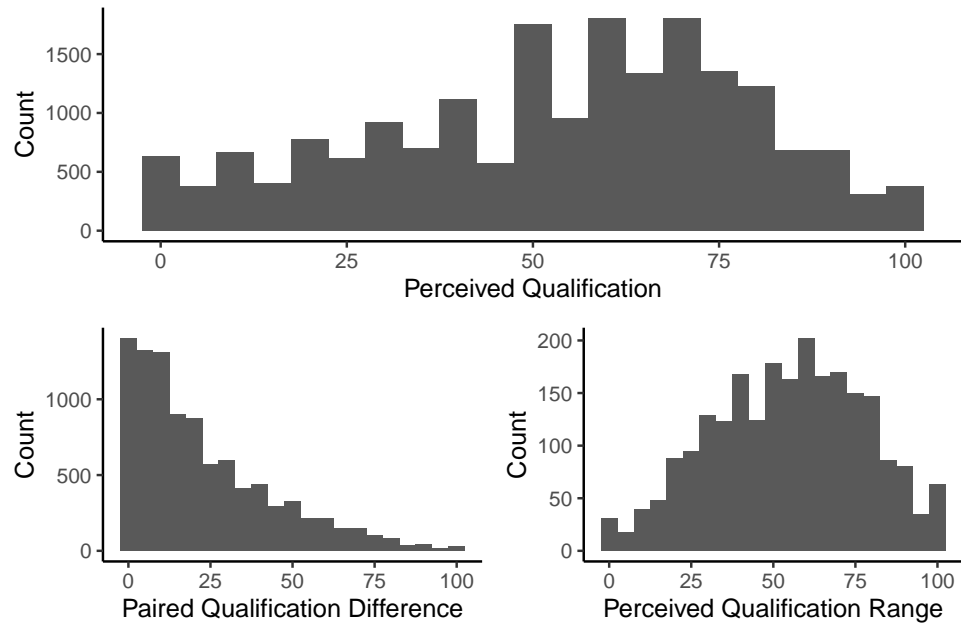 Count
1500
1000
500
0
0 25 50 75 100
Perceived Qualification
Count
1000
500
0
0 25 50 75 100
Paired Qualification Difference
Count
200
150
100
50
0
0 25 50 75 100
Perceived Qualification Range